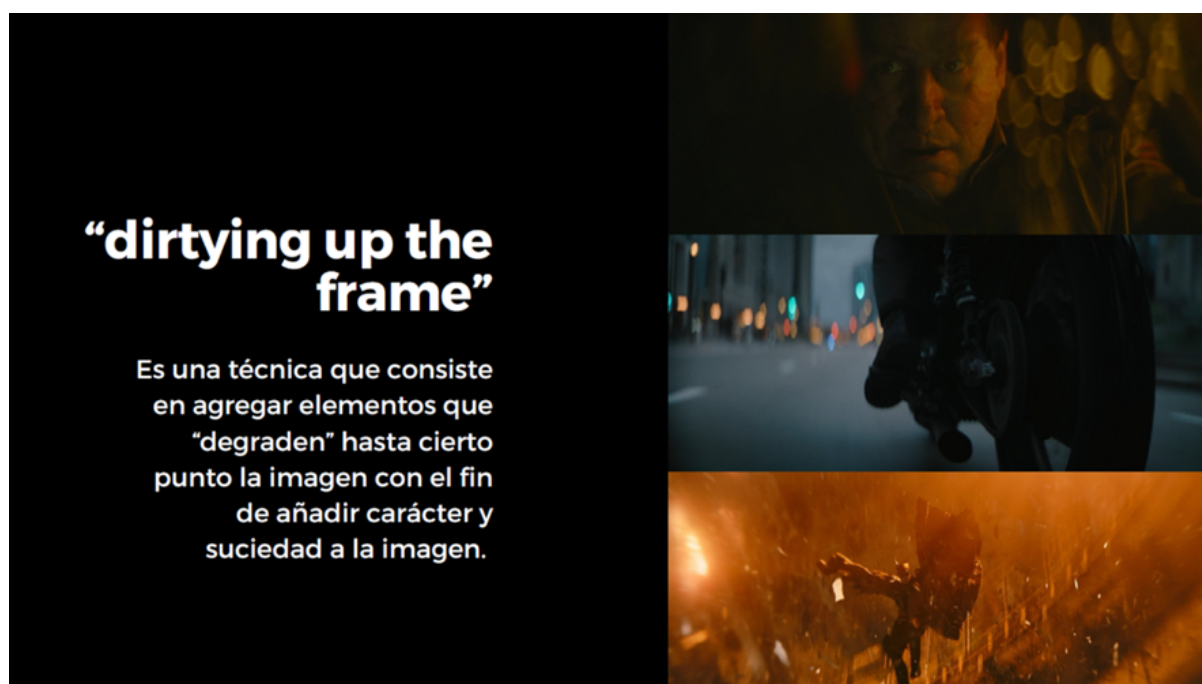 “dirtying up the
frame”
Es una técnica que consiste
en agregar elementos que
“degraden” hasta cierto
punto la imagen con el fin
de añadir carácter y
suciedad a la imagen.